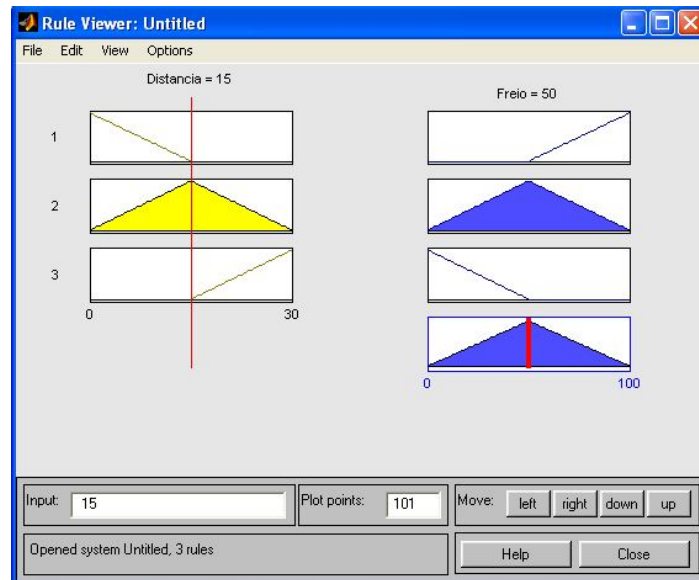 Rule Viewer: Untitled
File Edit View Options
Distancia = 15
Freio = 50
1
2
3
0 30
0 100
Input: 15
Plot points: 101
Move: left right down up
Opened system Untitled, 3 rules
Help Close